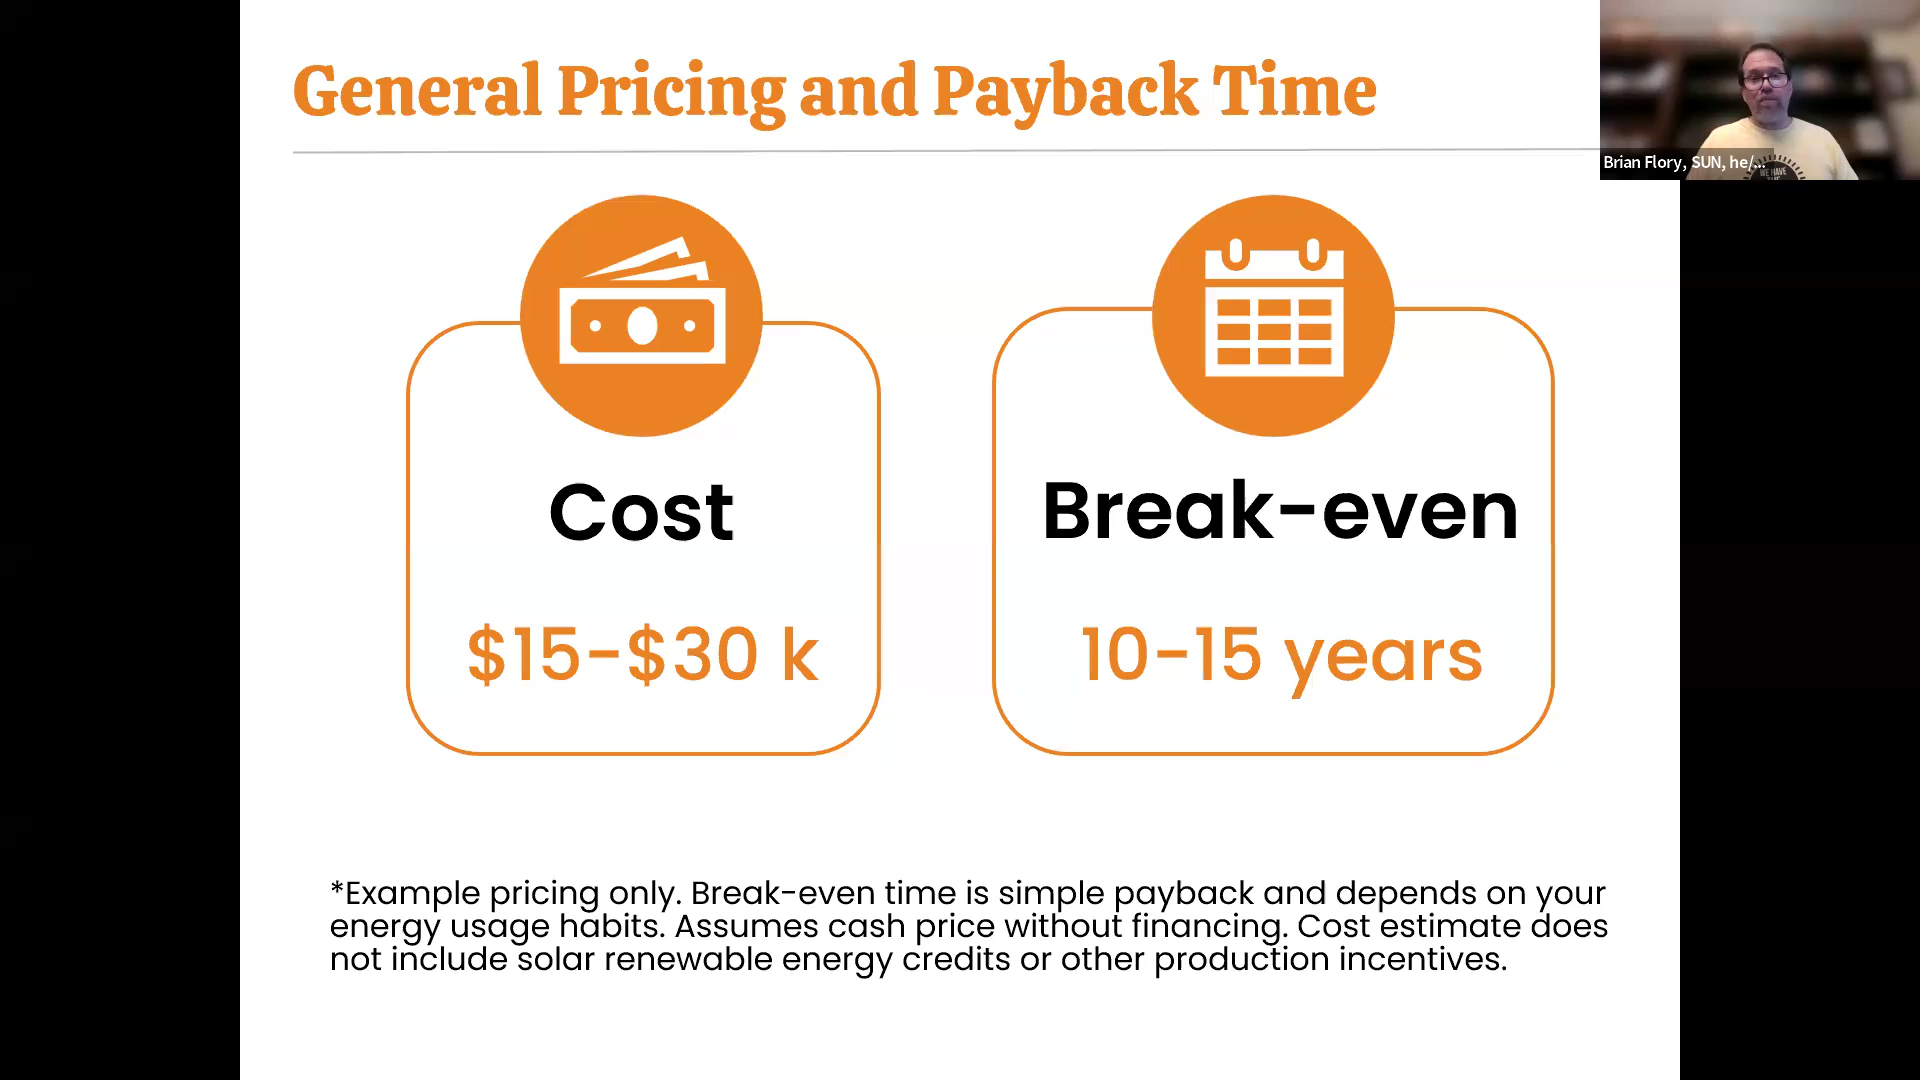 General Pricing and Payback Time
Brian Flory, SUN, he/...
WE HAVE
Cost
Break-even
$15-$30 k
10-15 years
*Example pricing only. Break-even time is simple payback and depends on your
energy usage habits. Assumes cash price without financing. Cost estimate does
not include solar renewable energy credits or other production incentives.